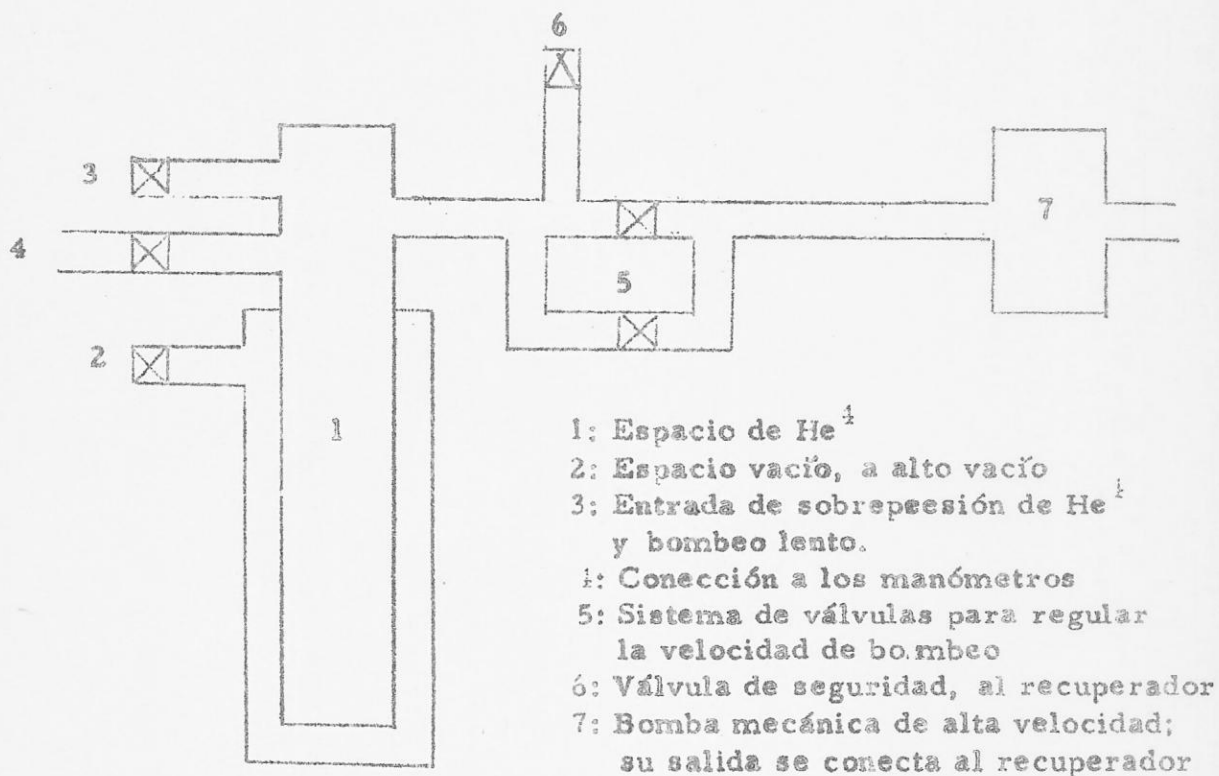 6
3
7
4
5
2
1
1: Espacio de He⁴
2: Espacio vacío, a alto vacío
3: Entrada de sobrepeesión de He⁴
y bombeo lento.
4: Conección a los manómetros
5: Sistema de válvulas para regular
la velocidad de bombeo
6: Válvula de seguridad, al recuperador
7: Bomba mecánica de alta velocidad;
su salida se conecta al recuperador